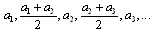 a₁, (a₁ + a₂)/2, a₂, (a₂ + a₃)/2, a₃, ...